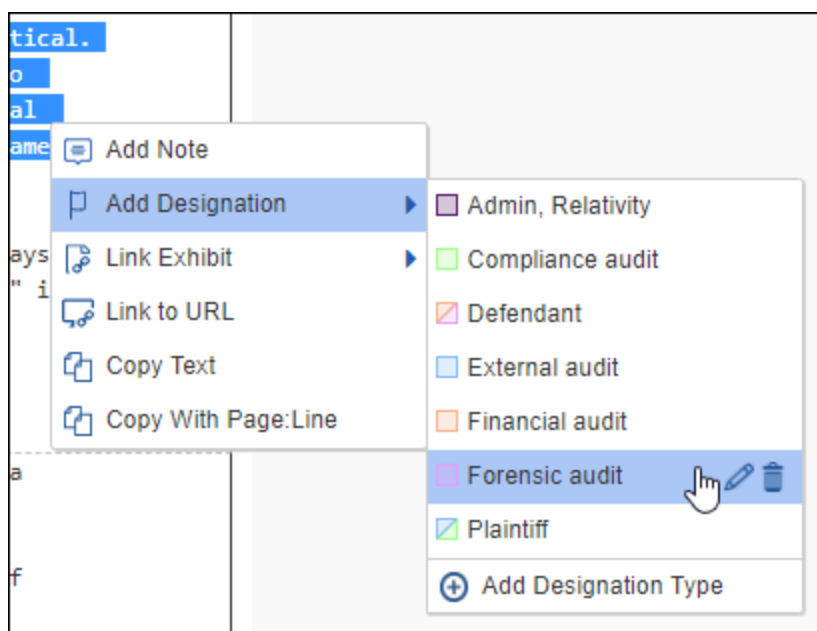 tical.
o
al
ame
Add Note
Add Designation
Admin, Relativity
ays
Link Exhibit
Compliance audit
" i
Link to URL
Defendant
Copy Text
External audit
Copy With Page:Line
Financial audit
a
Forensic audit
Plaintiff
f
Add Designation Type